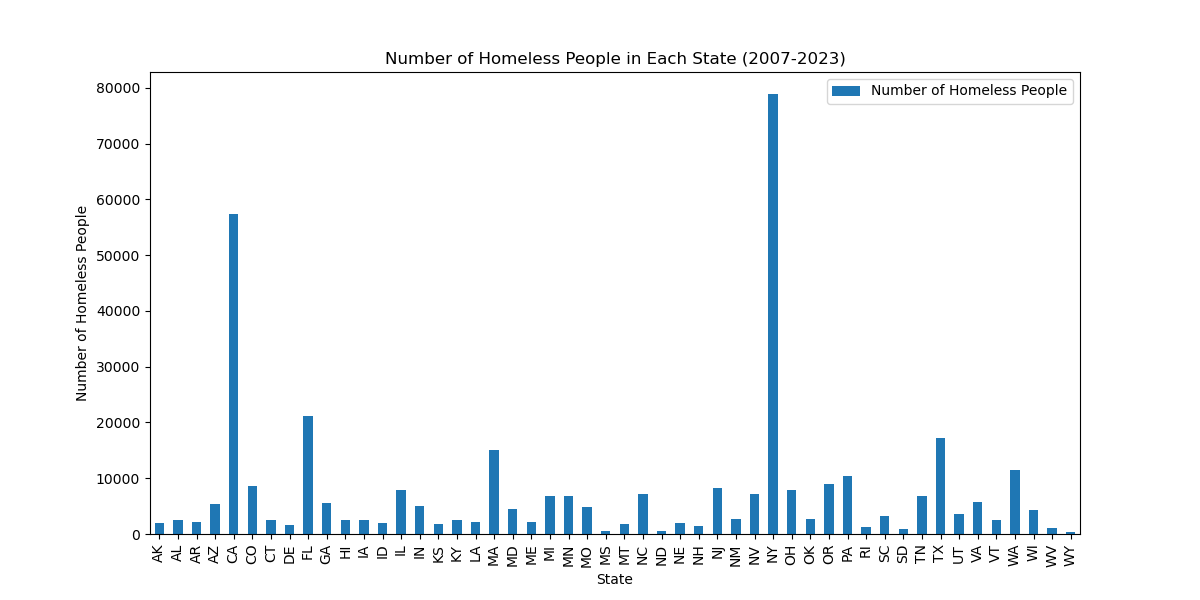 Number of Homeless People in Each State (2007-2023)
Number of Homeless People
80000
70000
60000
50000
40000
30000
20000
10000
0
Number of Homeless People
AK AL AR AZ CA CO CT DE FL GA HI IA ID IL IN KS KY LA MA MD ME MI MN MO MS MT NC ND NE NH NJ NM NV NY OH OK OR PA RI SC SD TN TX UT VA VT WA WI WV WY
State